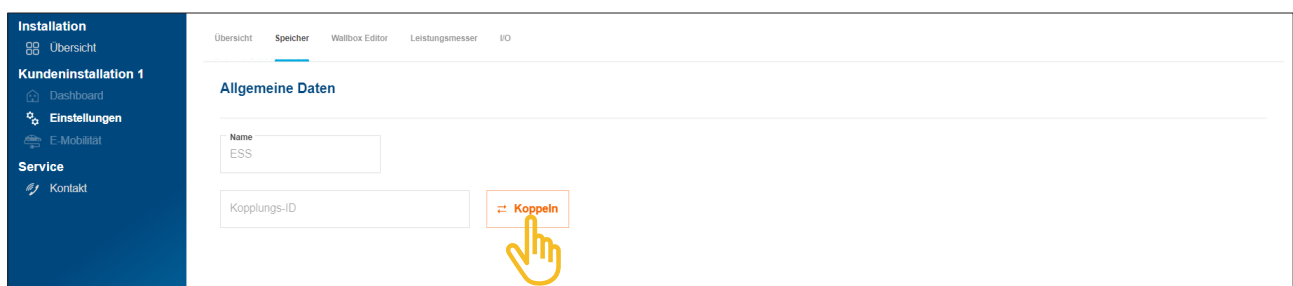 Installation
Übersicht
Kundeninstallation 1
Dashboard
Einstellungen
E-Mobilität
Service
Kontakt
Übersicht Speicher Wallbox Editor Leistungsmesser I/O
Allgemeine Daten
Name
ESS
Kopplungs-ID
Koppeln